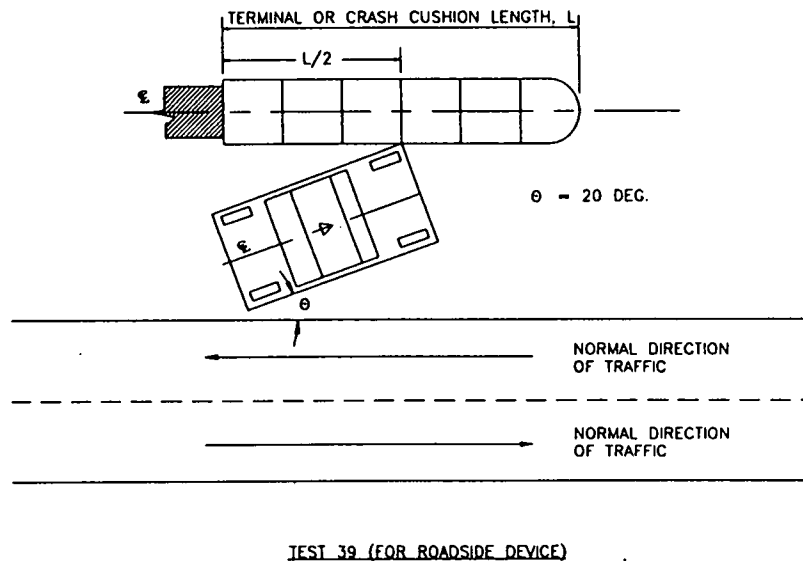 TERMINAL OR CRASH CUSHION LENGTH, L
L/2
℄
Θ = 20 DEG.
℄
Θ
NORMAL DIRECTION
OF TRAFFIC
NORMAL DIRECTION
OF TRAFFIC
TEST 39 (FOR ROADSIDE DEVICE)